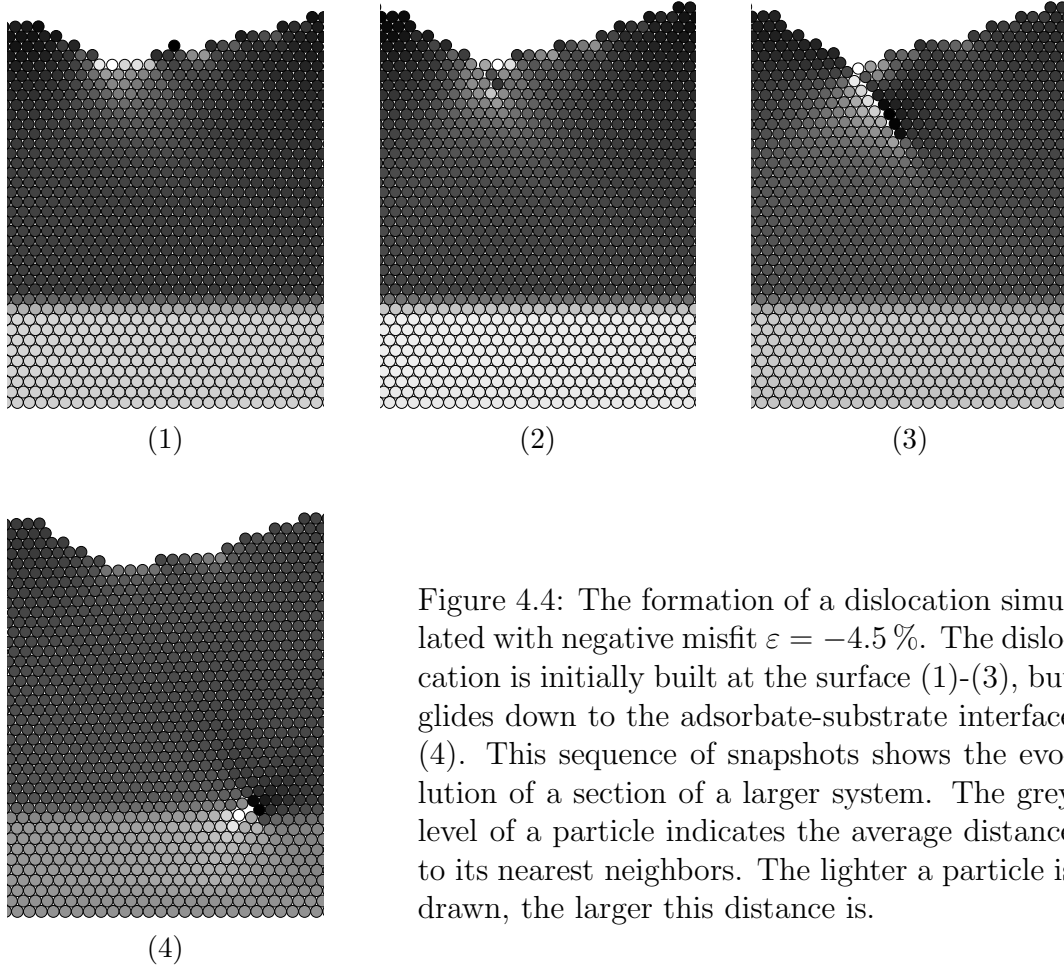 (1)
(2)
(3)
(4)
Figure 4.4: The formation of a dislocation simu
lated with negative misfit ε = −4.5 %. The dislo
cation is initially built at the surface (1)-(3), but
glides down to the adsorbate-substrate interface
(4). This sequence of snapshots shows the evo
lution of a section of a larger system. The grey
level of a particle indicates the average distance
to its nearest neighbors. The lighter a particle is
drawn, the larger this distance is.